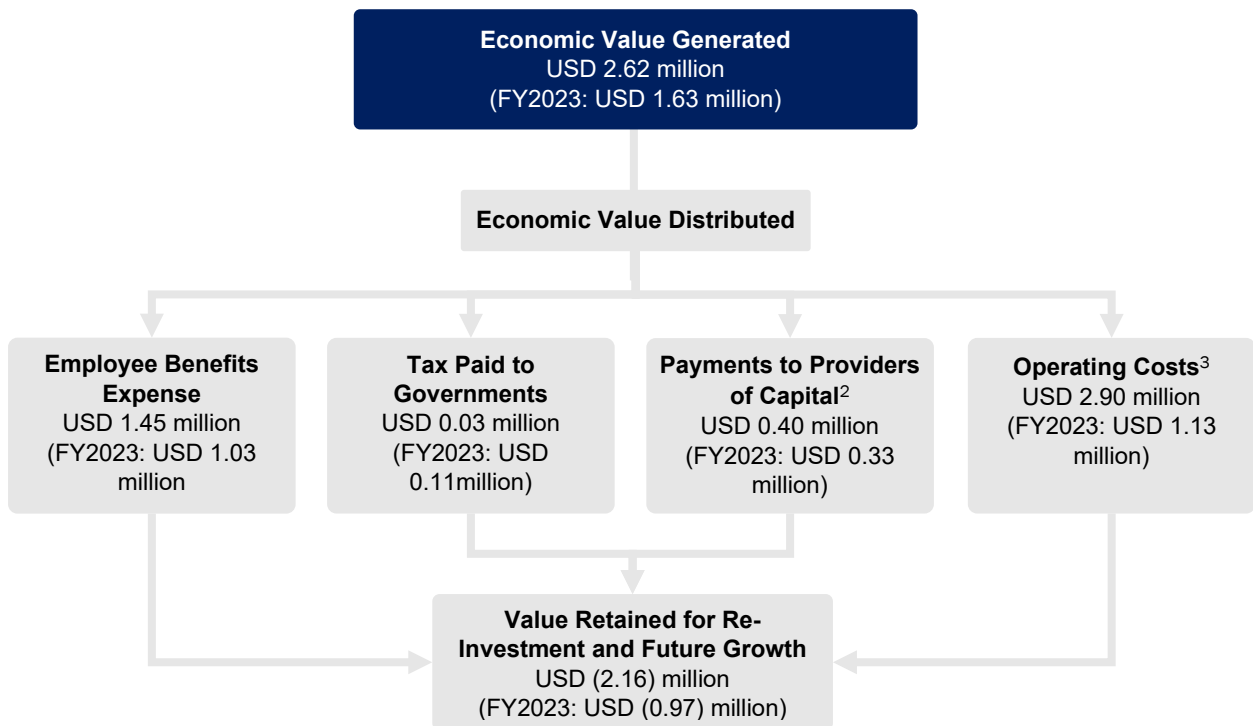 Economic Value Generated
USD 2.62 million
(FY2023: USD 1.63 million)
Economic Value Distributed
Employee Benefits
Expense
USD 1.45 million
(FY2023: USD 1.03
million
Tax Paid to
Governments
USD 0.03 million
(FY2023: USD
0.11million)
Payments to Providers
of Capital²
USD 0.40 million
(FY2023: USD 0.33
million)
Operating Costs³
USD 2.90 million
(FY2023: USD 1.13
million)
Value Retained for Re-
Investment and Future Growth
USD (2.16) million
(FY2023: USD (0.97) million)